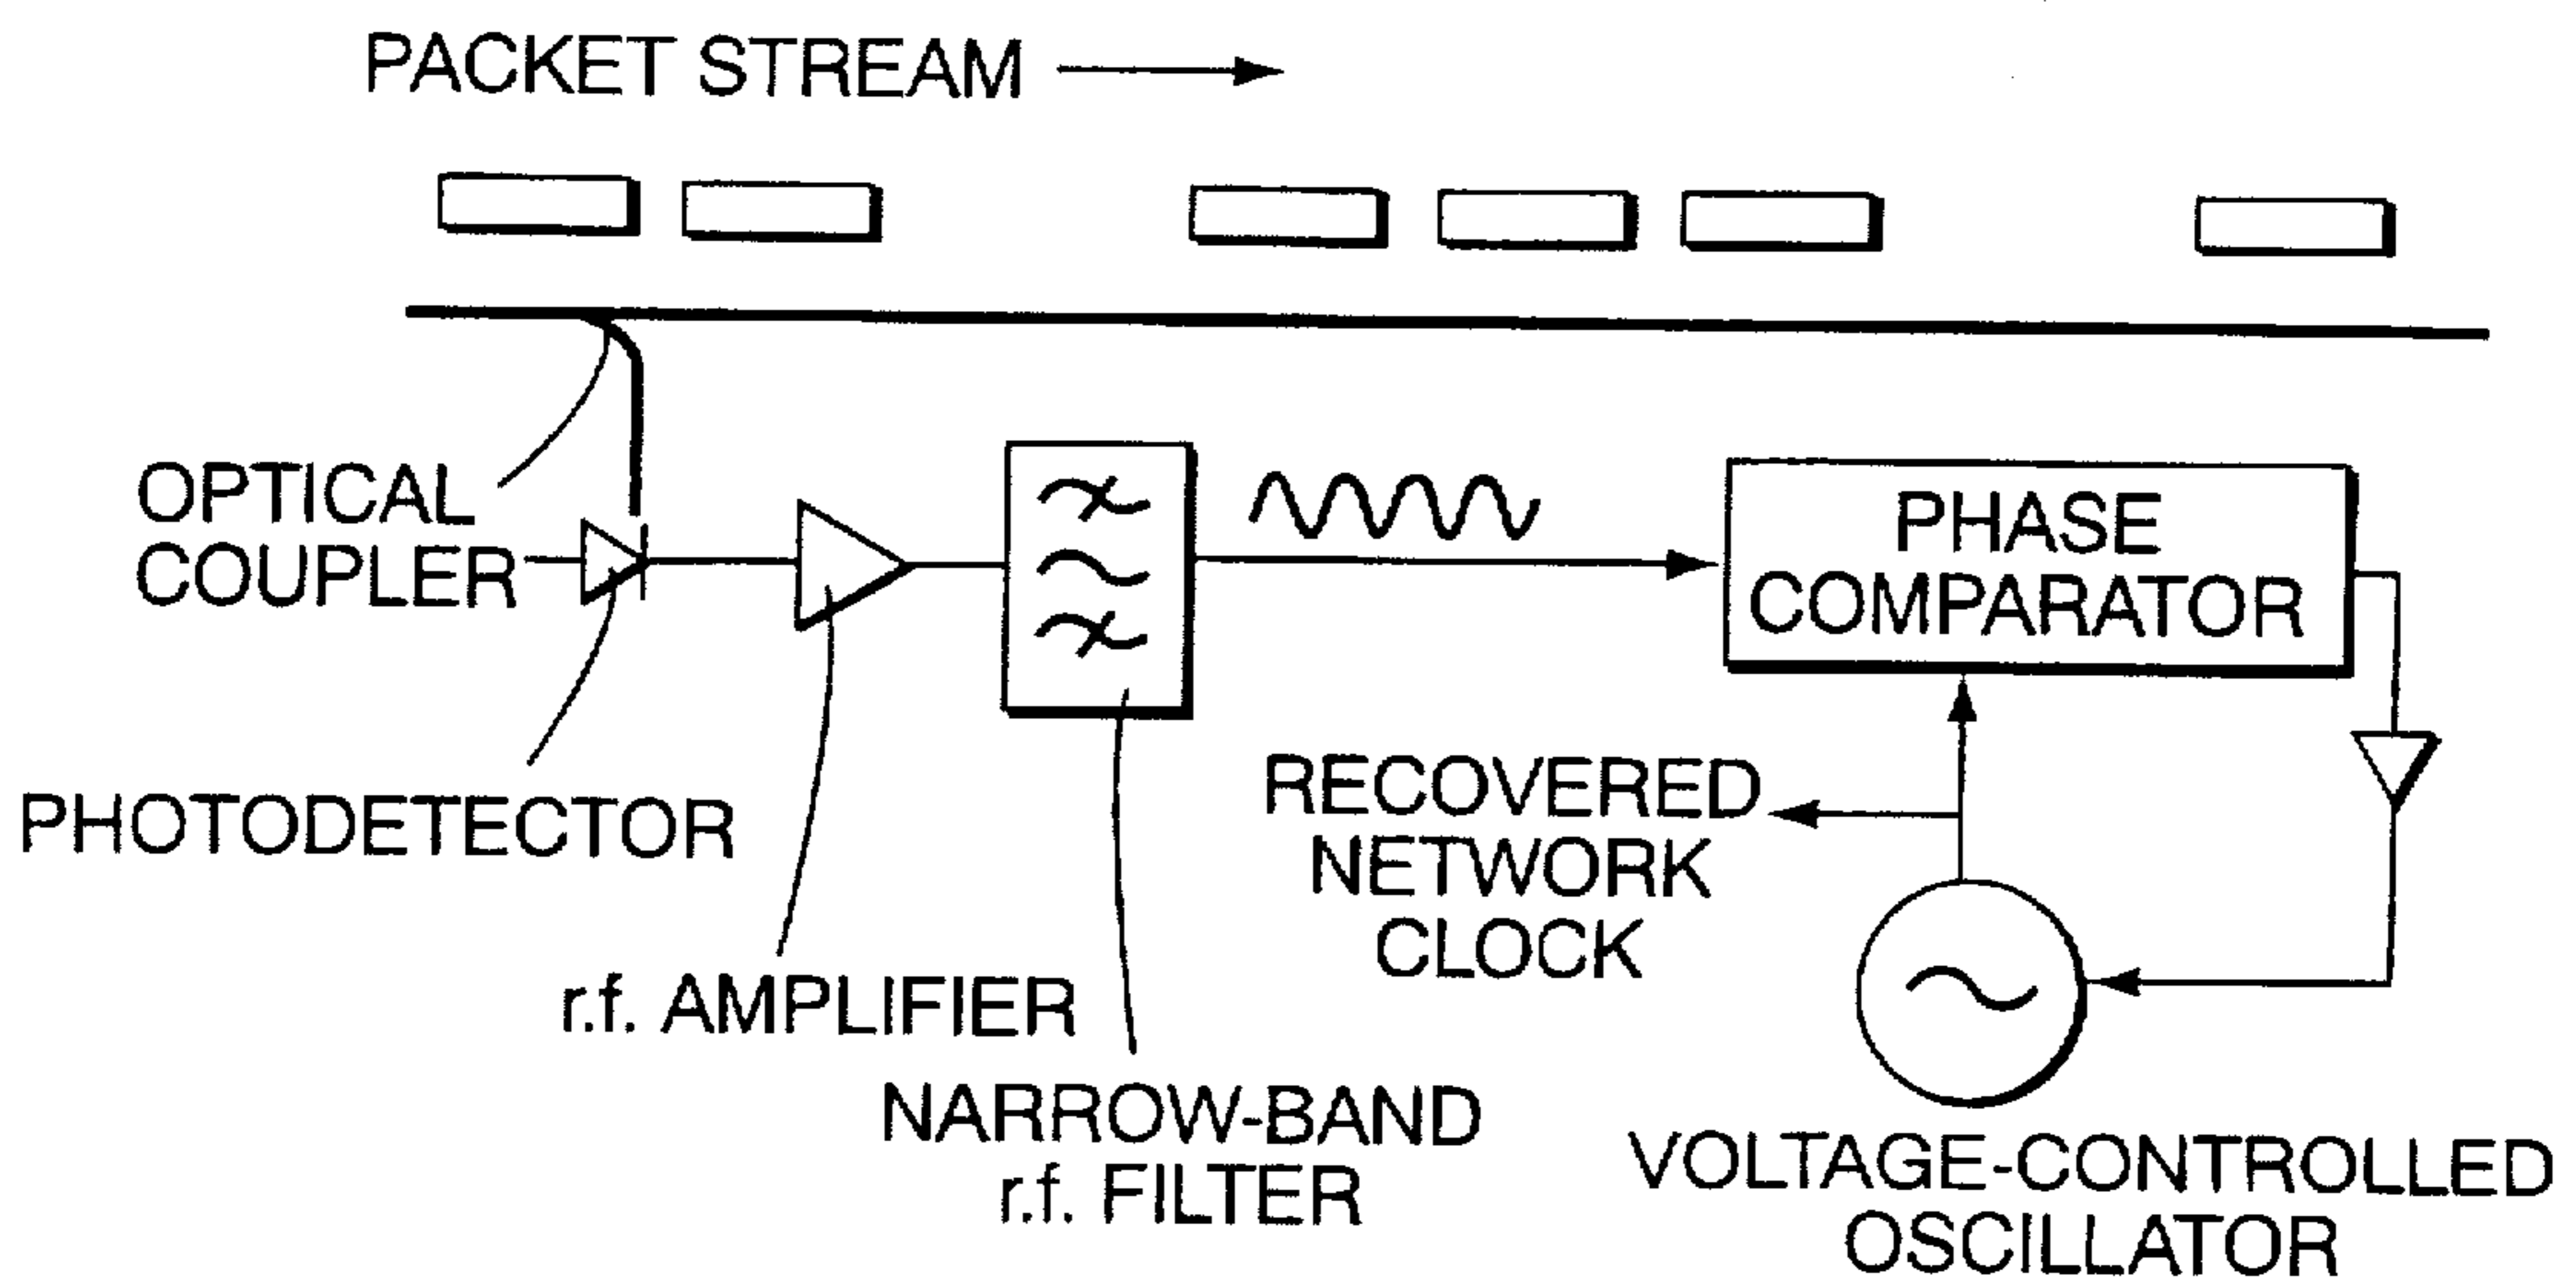 PACKET STREAM
OPTICAL
COUPLER
PHASE
COMPARATOR
PHOTODETECTOR
RECOVERED
NETWORK
CLOCK
r.f. AMPLIFIER
NARROW-BAND
r.f. FILTER
VOLTAGE-CONTROLLED
OSCILLATOR